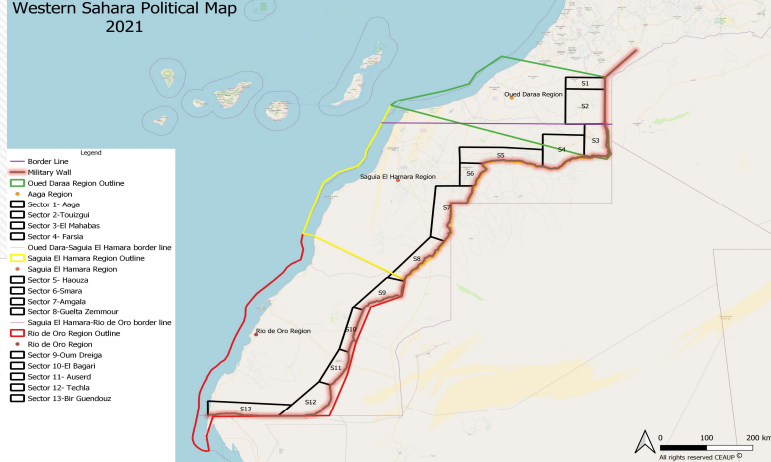 Western Sahara Political Map
2021
Legend
Border Line
Military Wall
Oued Daraa Region Outline
Aaga Region
Sector 1- Aaga
Sector 2-Touizgui
Sector 3-El Mahabas
Sector 4- Farsia
Oued Dara-Saguia El Hamara border line
Saguia El Hamara Region Outline
Saguia El Hamara Region
Sector 5- Haouza
Sector 6-Smara
Sector 7-Amgala
Sector 8-Guelta Zemmour
Saguia El Hamara-Rio de Oro border line
Rio de Oro Region Outline
Rio de Oro Region
Sector 9-Oum Dreiga
Sector 10-El Bagari
Sector 11- Auserd
Sector 12- Techla
Sector 13-Bir Guendouz
Oued Daraa Region
S1
S2
S3
S4
S5
S6
Saguia El Hamara Region
S7
S8
S9
S10
Rio de Oro Region
S11
S12
S13
0 100 200 km
All rights reserved CEAUP ©